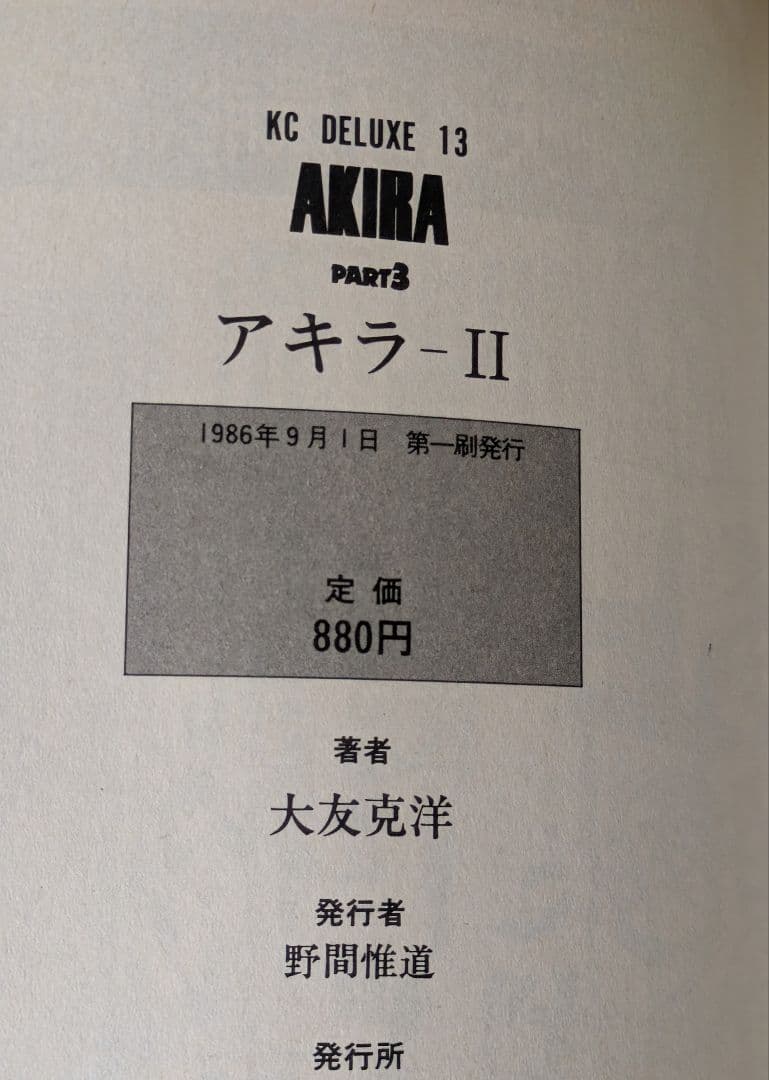 KC DELUXE 13
AKIRA
PART3
アキラ-II
1986年9月1日 第一刷発行
定価
880円
著者
大友克洋
発行者
野間惟道
発行所